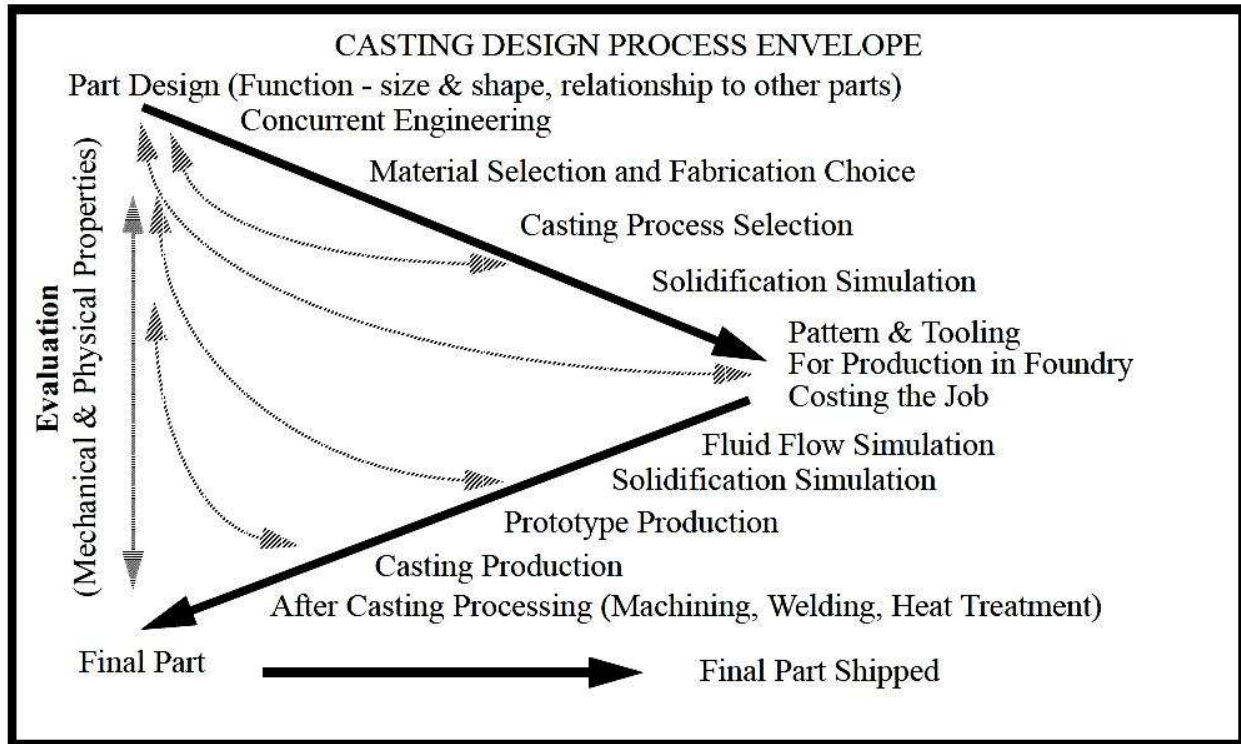 CASTING DESIGN PROCESS ENVELOPE
Part Design (Function - size & shape, relationship to other parts)
Concurrent Engineering
Material Selection and Fabrication Choice
Casting Process Selection
Solidification Simulation
Pattern & Tooling
For Production in Foundry
Costing the Job
Fluid Flow Simulation
Solidification Simulation
Prototype Production
Casting Production
After Casting Processing (Machining, Welding, Heat Treatment)
Final Part
Final Part Shipped
Evaluation
(Mechanical & Physical Properties)